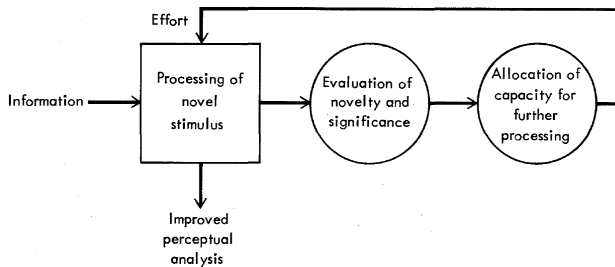 Effort
Information
Processing of
novel
stimulus
Evaluation of
novelty and
significance
Allocation of
capacity for
further
processing
Improved
perceptual
analysis